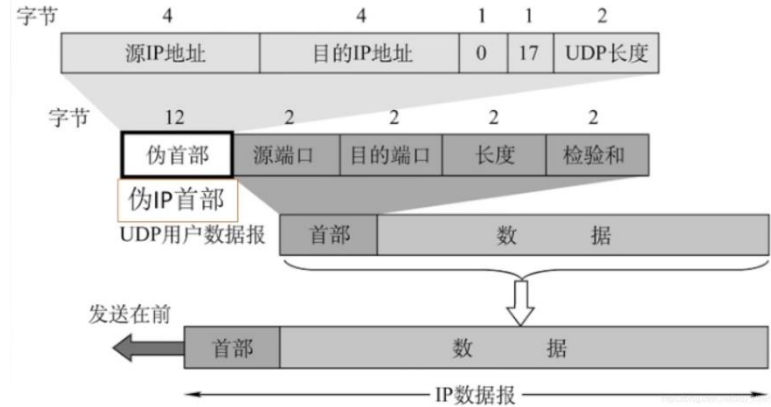 字节 4 4 1 1 2
源IP地址 目的IP地址 0 17 UDP长度
字节 12 2 2 2 2
伪首部 源端口 目的端口 长度 检验和
伪IP首部
UDP用户数据报 首部 数 据
发送在前
首部 数 据
IP数据报